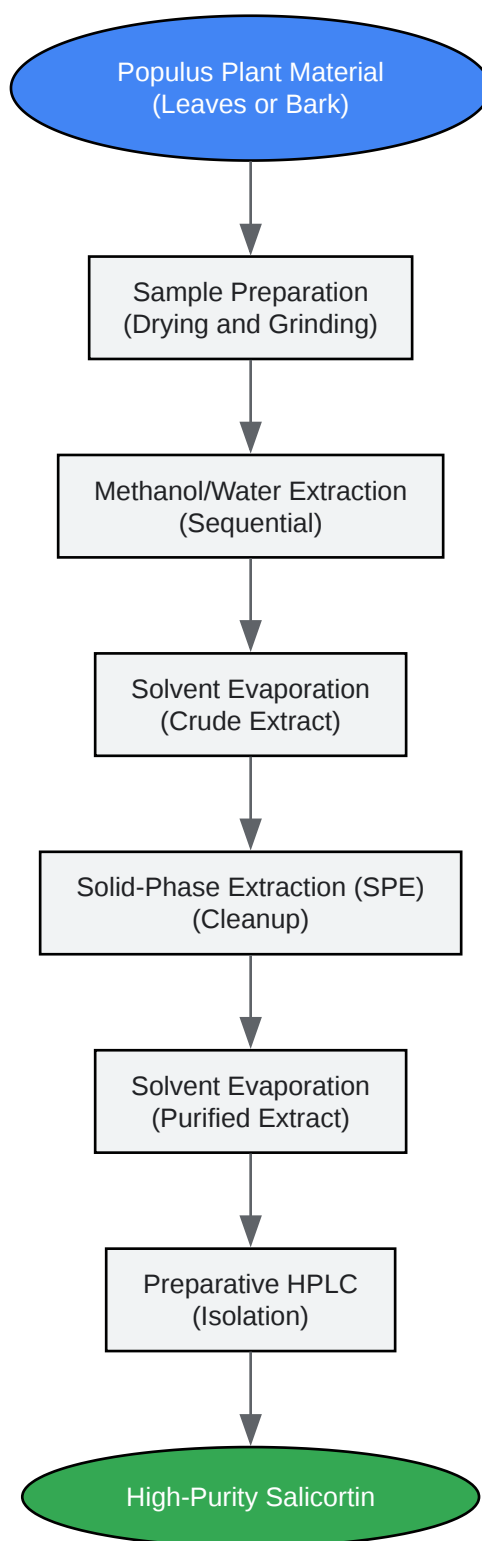 Populus Plant Material
(Leaves or Bark)
Sample Preparation
(Drying and Grinding)
Methanol/Water Extraction
(Sequential)
Solvent Evaporation
(Crude Extract)
Solid-Phase Extraction (SPE)
(Cleanup)
Solvent Evaporation
(Purified Extract)
Preparative HPLC
(Isolation)
High-Purity Salicortin